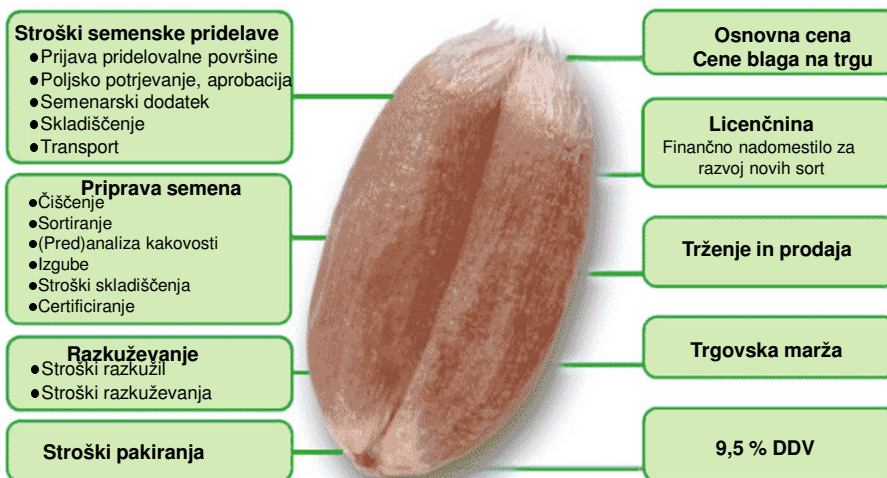 Stroški semenske pridelave
●Prijava pridelovalne površine
●Poljsko potrjevanje, aprobacija
●Semenarski dodatek
●Skladiščenje
●Transport
Priprava semena
●Čiščenje
●Sortiranje
●(Pred)analiza kakovosti
●Izgube
●Stroški skladiščenja
●Certificiranje
Razkuževanje
●Stroški razkužil
●Stroški razkuževanja
Stroški pakiranja
Osnovna cena
Cene blaga na trgu
Licenčnina
Finančno nadomestilo za
razvoj novih sort
Trženje in prodaja
Trgovska marža
9,5 % DDV